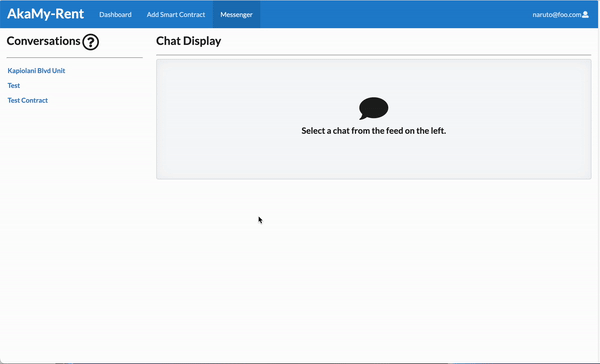 AkaMy-Rent Dashboard Add Smart Contract Messenger naruto@foo.com
Conversations ?
Kapiolani Blvd Unit
Test
Test Contract
Chat Display
Select a chat from the feed on the left.